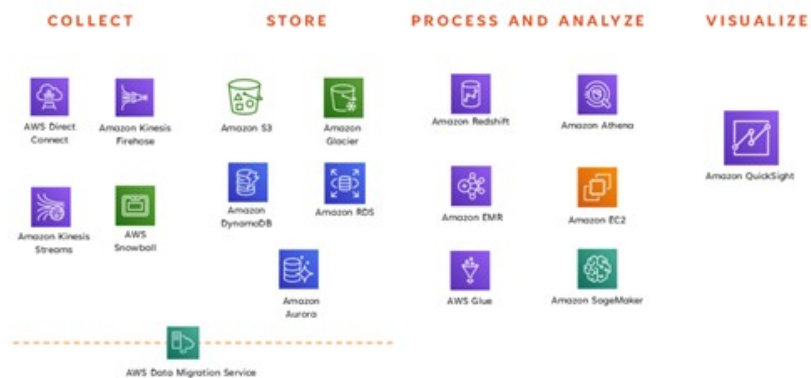 COLLECT
STORE
PROCESS AND ANALYZE
VISUALIZE
AWS Direct
Connect
Amazon Kinesis
Firehose
Amazon Kinesis
Streams
AWS
Snowball
Amazon S3
Amazon
Glacier
Amazon
DynamoDB
Amazon RDS
Amazon
Aurora
AWS Data Migration Service
Amazon Redshift
Amazon Athena
Amazon EMR
Amazon EC2
AWS Glue
Amazon SageMaker
Amazon QuickSight